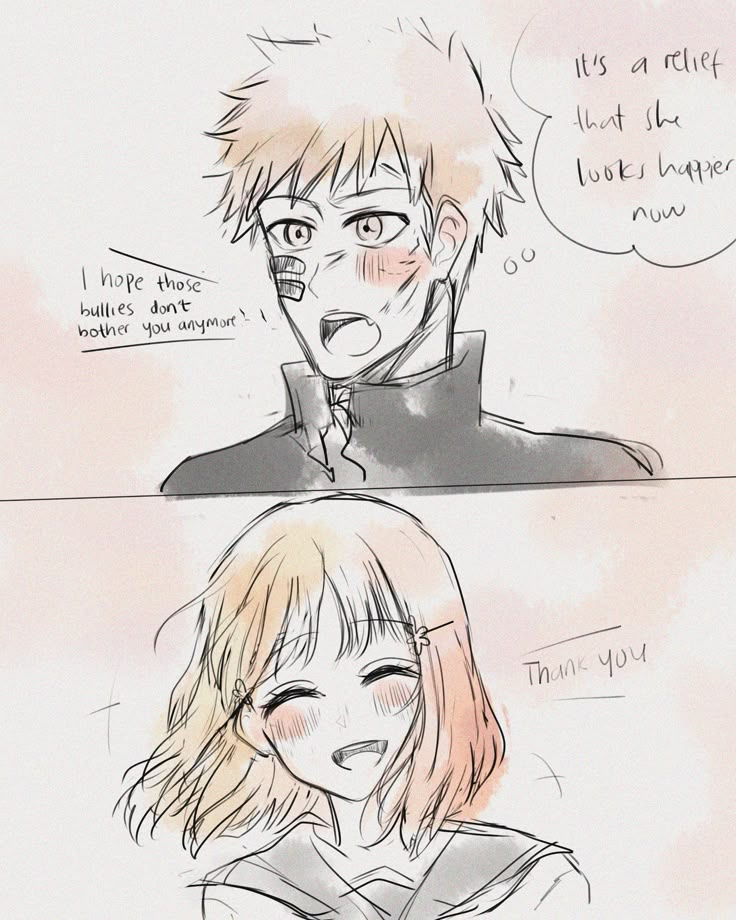 it's a relief
that she
looks happier
now
I hope those
bullies don't
bother you anymore!
Thank you